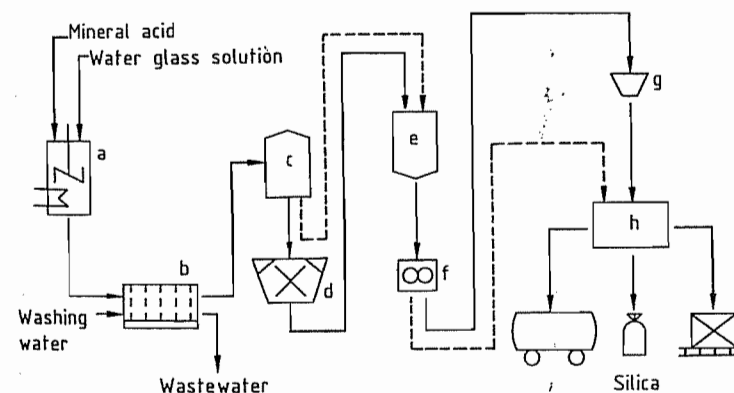 Mineral acid
Water glass solution
a
b
c
d
e
f
g
h
Washing
water
Wastewater
Silica